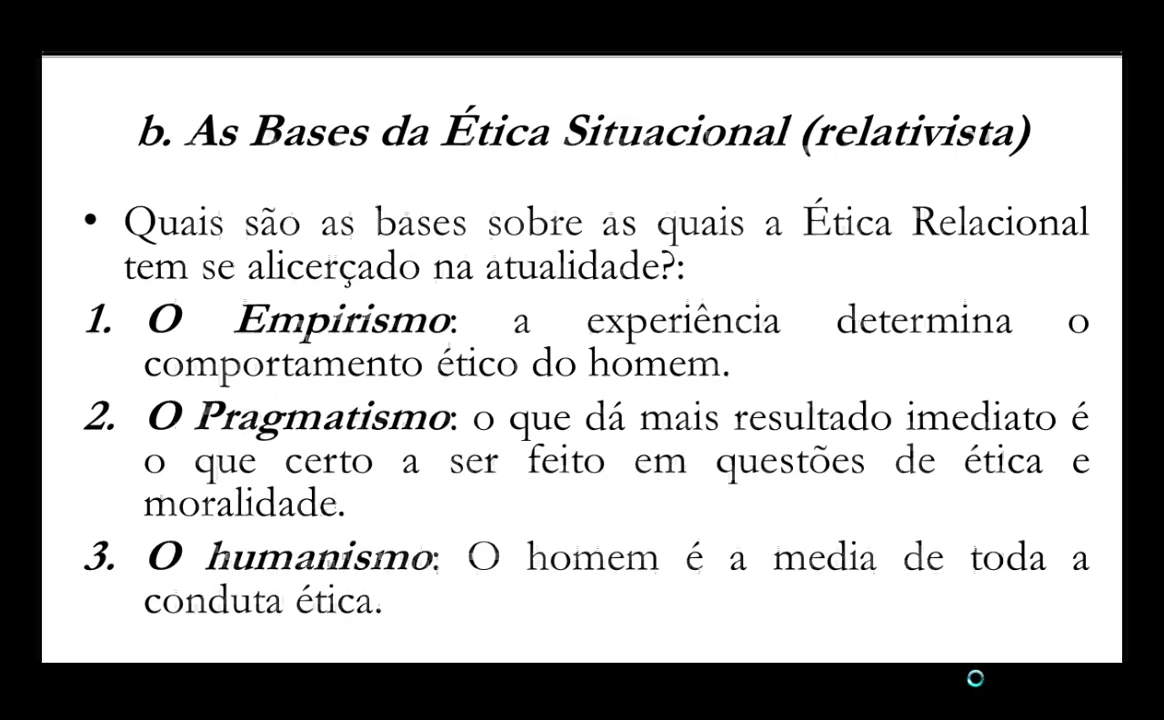 b. As Bases da Ética Situacional (relativista)
• Quais são as bases sobre as quais a Ética Relacional
tem se alicerçado na atualidade?:
1. O Empirismo: a experiência determina o
comportamento ético do homem.
2. O Pragmatismo: o que dá mais resultado imediato é
o que certo a ser feito em questões de ética e
moralidade.
3. O humanismo: O homem é a media de toda a
conduta ética.